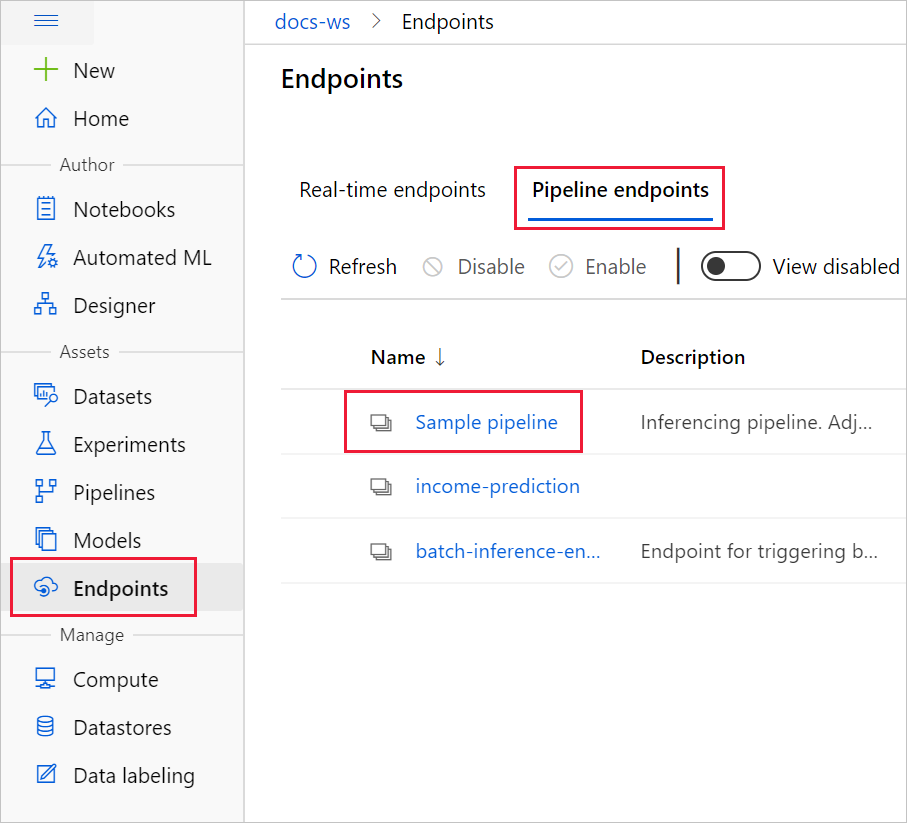 docs-ws > Endpoints
New
Home
Author
Notebooks
Automated ML
Designer
Assets
Datasets
Experiments
Pipelines
Models
Endpoints
Manage
Compute
Datastores
Data labeling
Endpoints
Real-time endpoints Pipeline endpoints
Refresh Disable Enable View disabled
Name ↓ Description
Sample pipeline Inferencing pipeline. Adj...
income-prediction
batch-inference-en... Endpoint for triggering b...